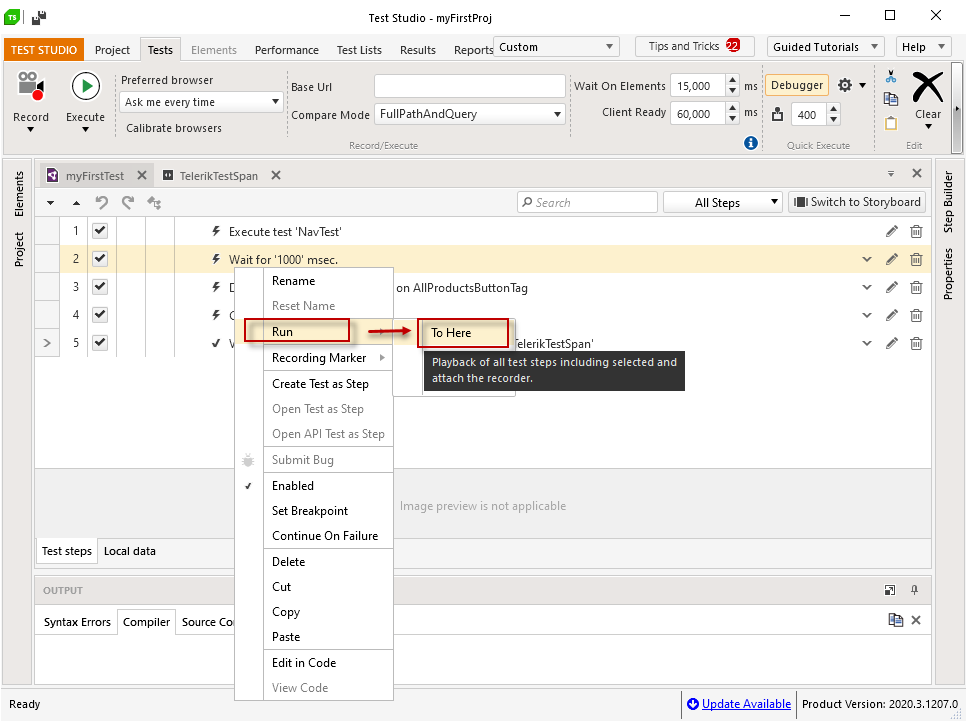 TS
Test Studio - myFirstProj
TEST STUDIO Project Tests Elements Performance Test Lists Results Reports Custom Tips and Tricks 22 Guided Tutorials Help
Record
Execute
Preferred browser
Ask me every time
Calibrate browsers
Base Url
Compare Mode FullPathAndQuery
Record/Execute
Wait On Elements 15,000 ms
Client Ready 60,000 ms
Debugger
400
Quick Execute
Clear
Edit
Elements
Project
myFirstTest TelerikTestSpan
Search All Steps Switch to Storyboard
1 Execute test 'NavTest'
2 Wait for '1000' msec.
3 D on AllProductsButtonTag
4 C
5 V TelerikTestSpan'
Rename
Reset Name
Run
To Here
Playback of all test steps including selected and
attach the recorder.
Recording Marker
Create Test as Step
Open Test as Step
Open API Test as Step
Submit Bug
Enabled
Set Breakpoint
Continue On Failure
Delete
Cut
Copy
Paste
Edit in Code
View Code
Image preview is not applicable
Test steps Local data
OUTPUT
Syntax Errors Compiler Source Co
Step Builder
Properties
Ready
Update Available Product Version: 2020.3.1207.0